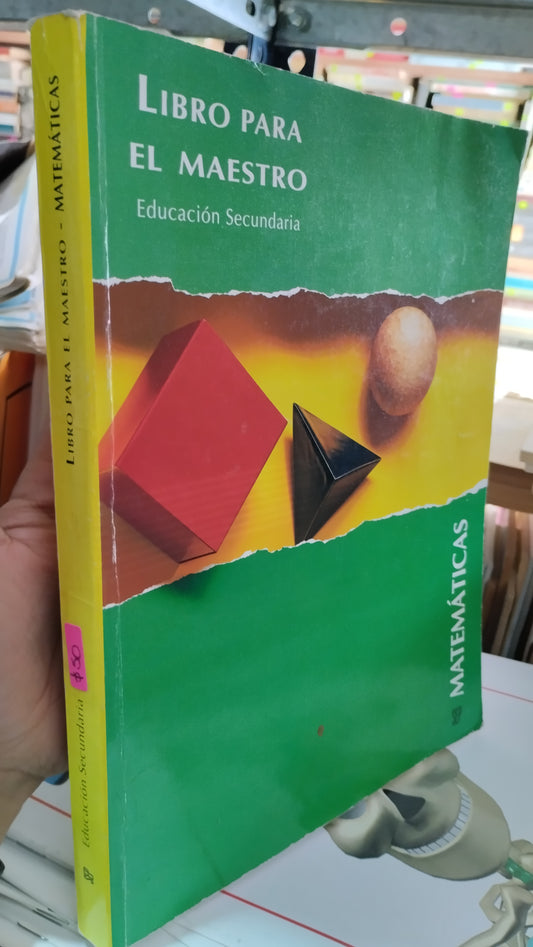 LIBRO PARA
EL MAESTRO
Educación Secundaria
MATEMÁTICAS
LIBRO PARA EL MAESTRO - MATEMÁTICAS
$50
Educación Secundaria